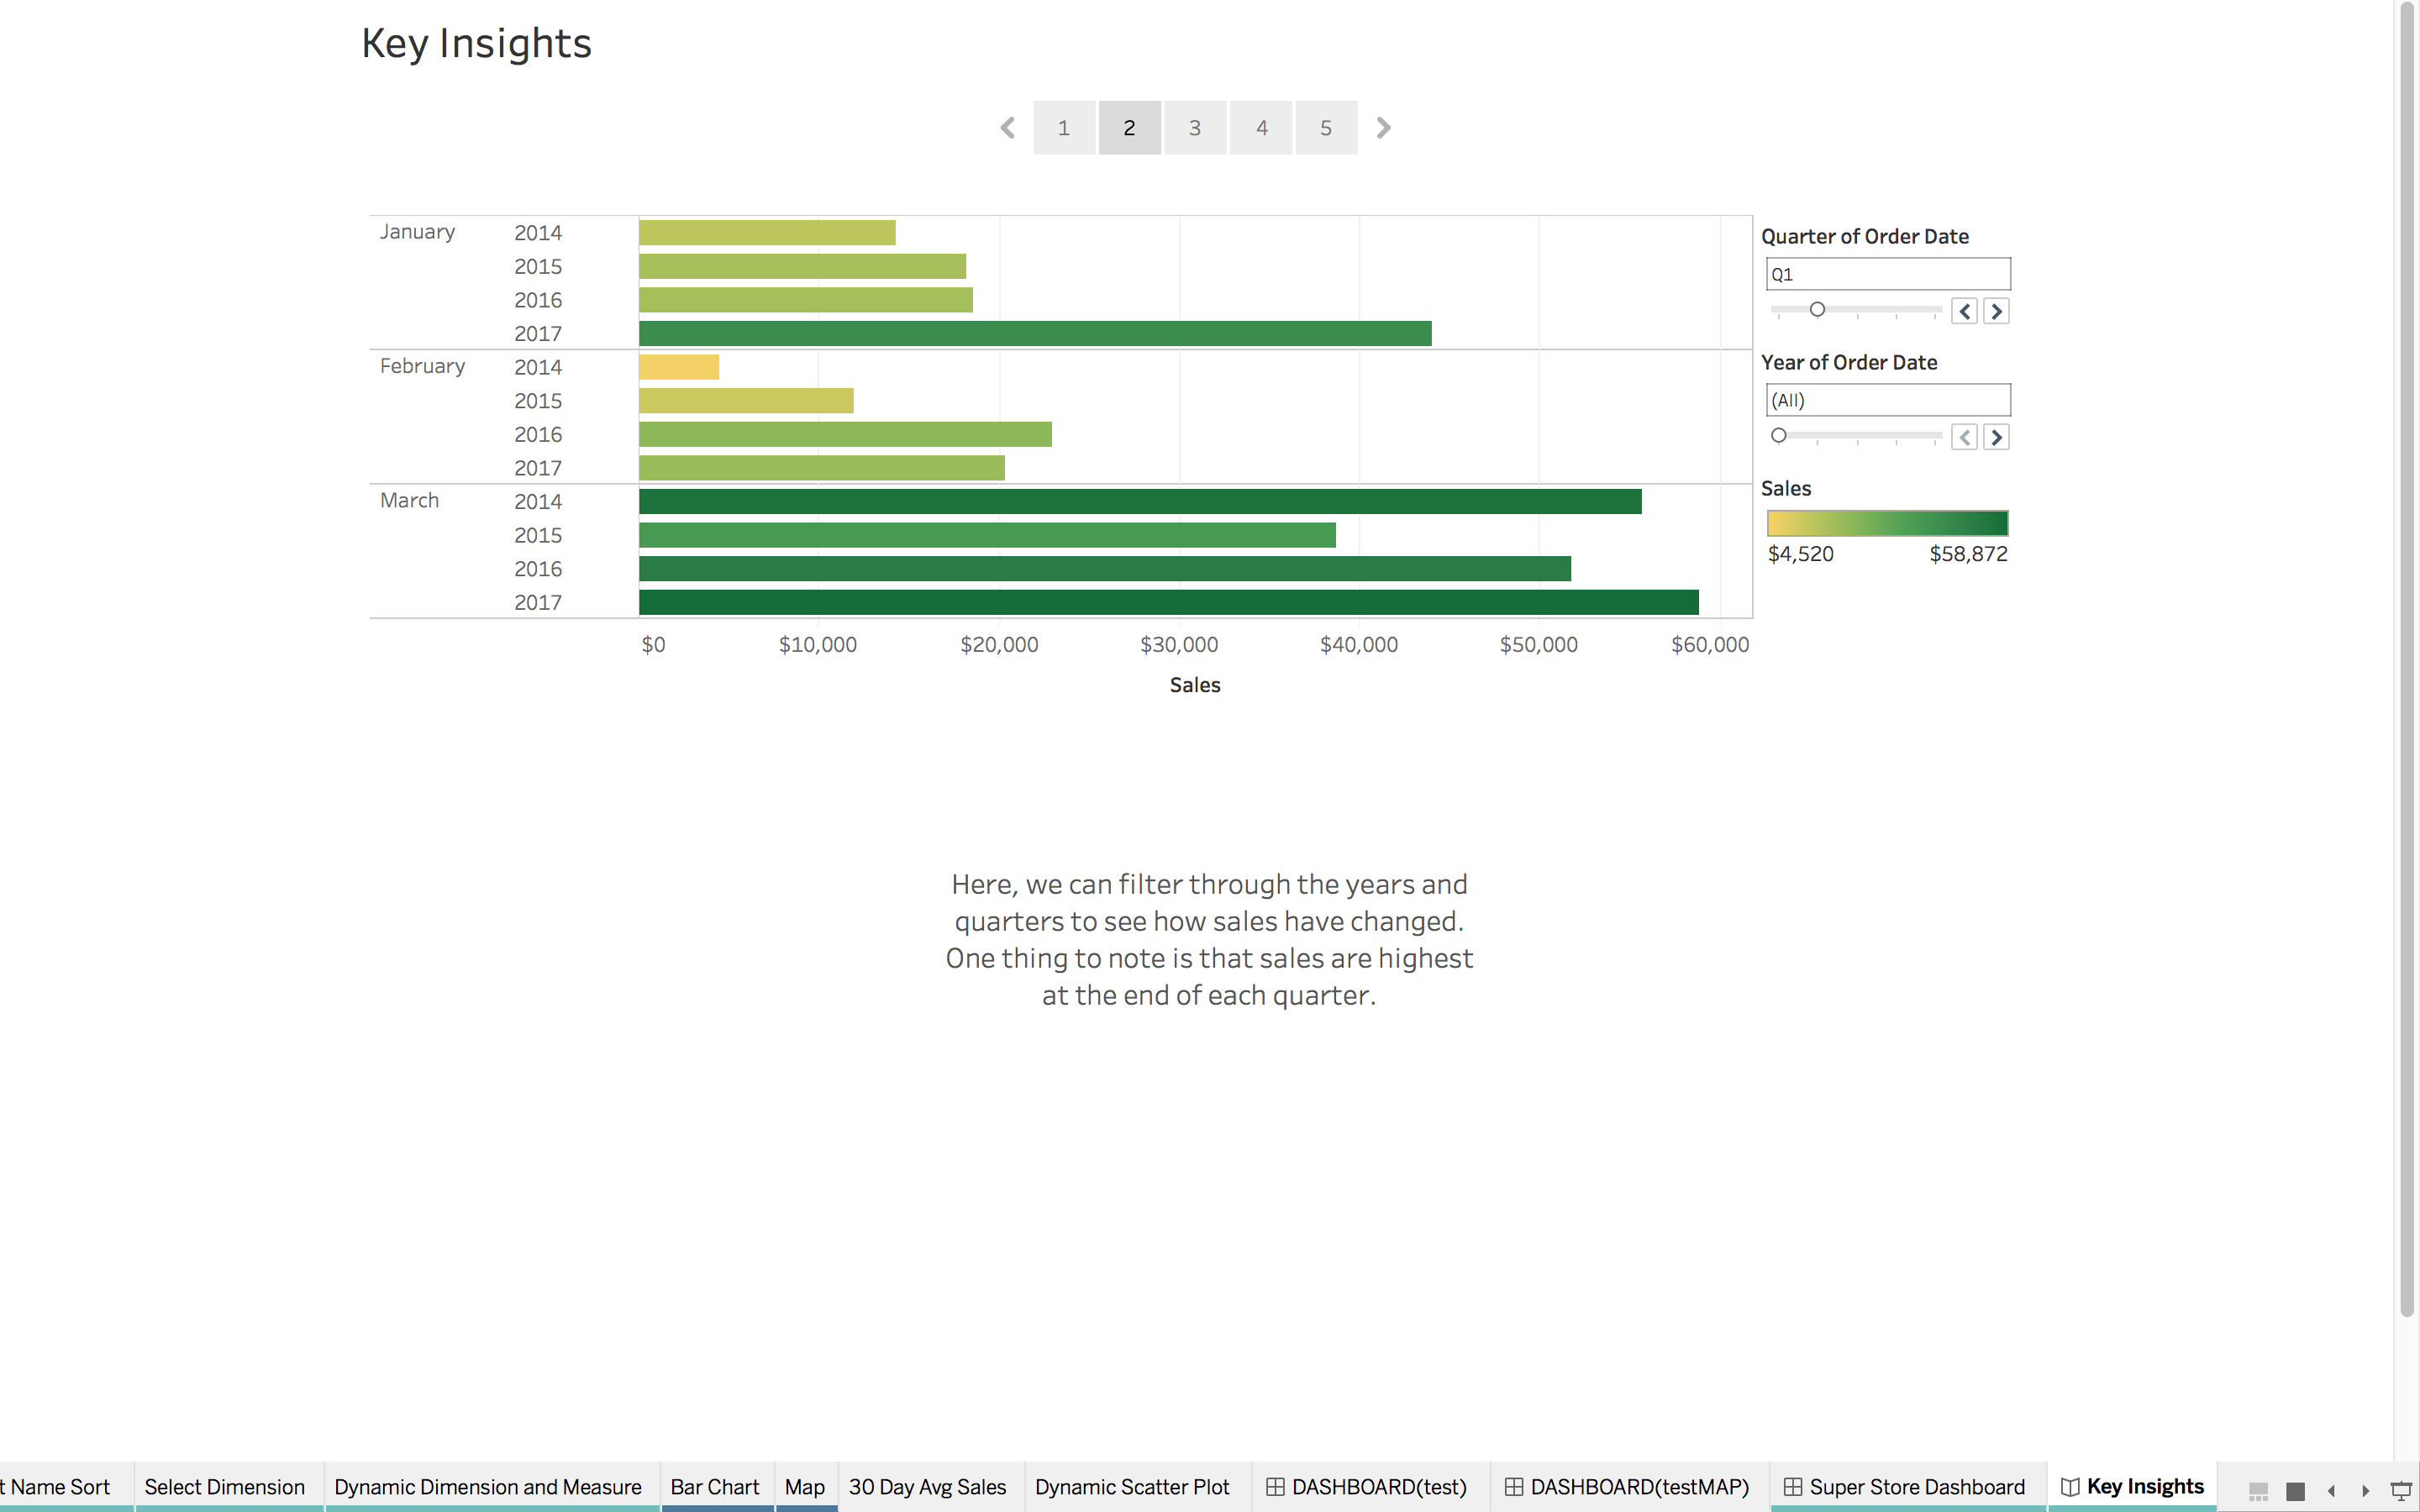 Key Insights
1 2 3 4 5
January 2014
2015
2016
2017
February 2014
2015
2016
2017
March 2014
2015
2016
2017
$0 $10,000 $20,000 $30,000 $40,000 $50,000 $60,000
Sales
Quarter of Order Date
Q1
Year of Order Date
(All)
Sales
$4,520 $58,872
Here, we can filter through the years and
quarters to see how sales have changed.
One thing to note is that sales are highest
at the end of each quarter.
t Name Sort Select Dimension Dynamic Dimension and Measure Bar Chart Map 30 Day Avg Sales Dynamic Scatter Plot DASHBOARD(test) DASHBOARD(testMAP) Super Store Dashboard Key Insights